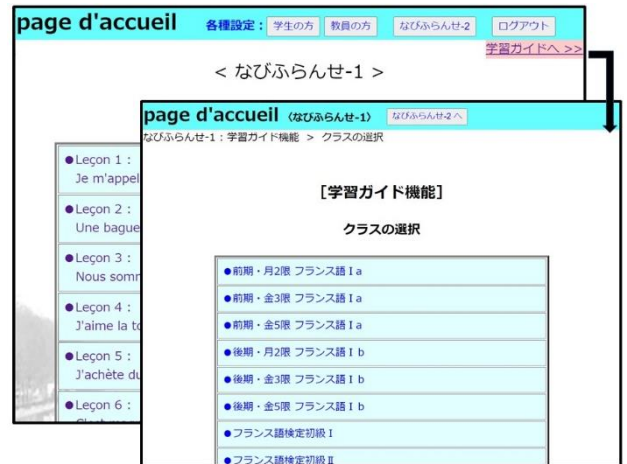 page d'accueil 各種設定： 学生の方 教員の方 なびふらんせ-2 ログアウト
学習ガイドへ >>
< なびふらんせ-1 >
●Leçon 1：
Je m'appel
●Leçon 2：
Une bague
●Leçon 3：
Nous somm
●Leçon 4：
J'aime la to
●Leçon 5：
J'achète du
●Leçon 6：
page d'accueil 〈なびふらんせ-1〉 なびふらんせ-2 へ
なびふらんせ-1：学習ガイド機能 > クラスの選択
［学習ガイド機能］
クラスの選択
●前期・月2限 フランス語 I a
●前期・金3限 フランス語 I a
●前期・金5限 フランス語 I a
●後期・月2限 フランス語 I b
●後期・金3限 フランス語 I b
●後期・金5限 フランス語 I b
●フランス語検定初級 I
●フランス語検定初級 II